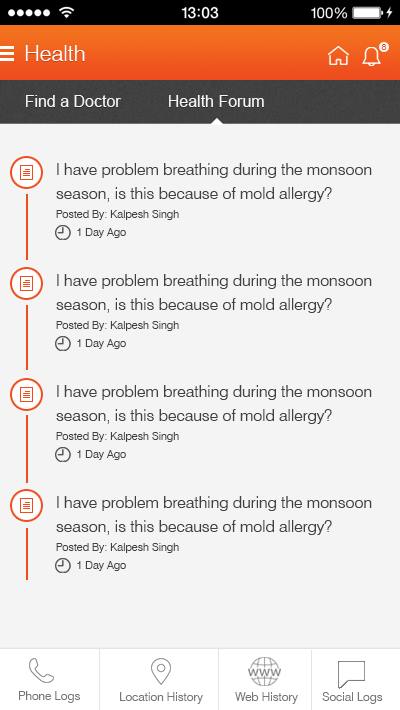 13:03
100%
Health
8
Find a Doctor
Health Forum
I have problem breathing during the monsoon
season, is this because of mold allergy?
Posted By: Kalpesh Singh
1 Day Ago
I have problem breathing during the monsoon
season, is this because of mold allergy?
Posted By: Kalpesh Singh
1 Day Ago
I have problem breathing during the monsoon
season, is this because of mold allergy?
Posted By: Kalpesh Singh
1 Day Ago
I have problem breathing during the monsoon
season, is this because of mold allergy?
Posted By: Kalpesh Singh
1 Day Ago
WWW
Phone Logs
Location History
Web History
Social Logs